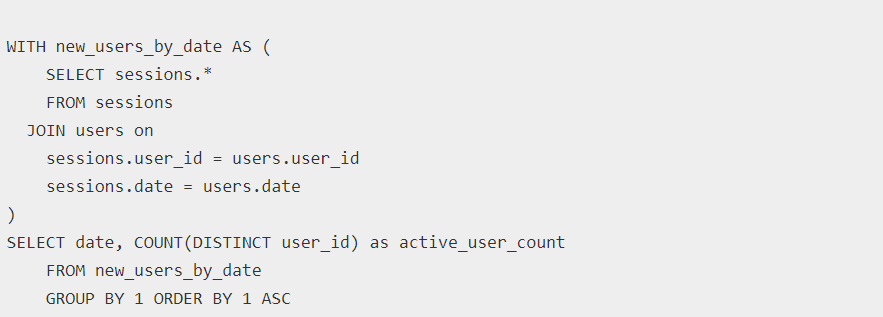 WITH new_users_by_date AS (
    SELECT sessions.*
    FROM sessions
  JOIN users on
    sessions.user_id = users.user_id
    sessions.date = users.date
)
SELECT date, COUNT(DISTINCT user_id) as active_user_count
    FROM new_users_by_date
    GROUP BY 1 ORDER BY 1 ASC